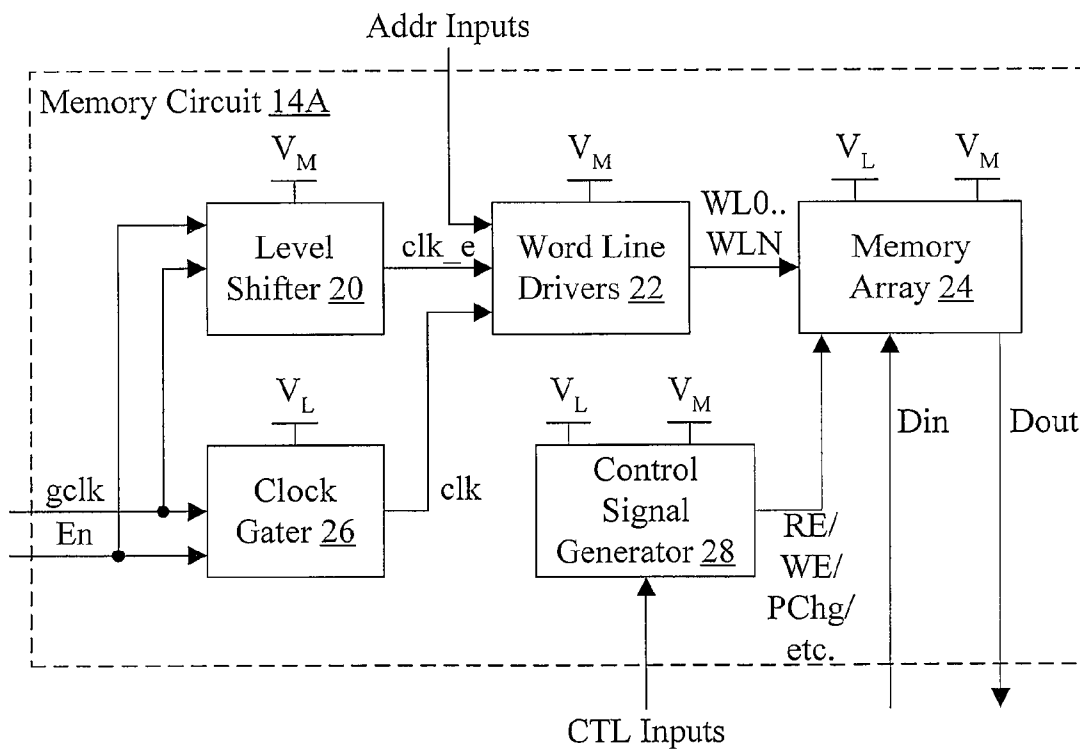 Addr Inputs
Memory Circuit 14A
V_M
V_M
V_L
V_M
Level
Shifter 20
clk_e
Word Line
Drivers 22
WL0..
WLN
Memory
Array 24
V_L
V_L
V_M
Din
Dout
gclk
En
Clock
Gater 26
clk
Control
Signal
Generator 28
RE/
WE/
PChg/
etc.
CTL Inputs